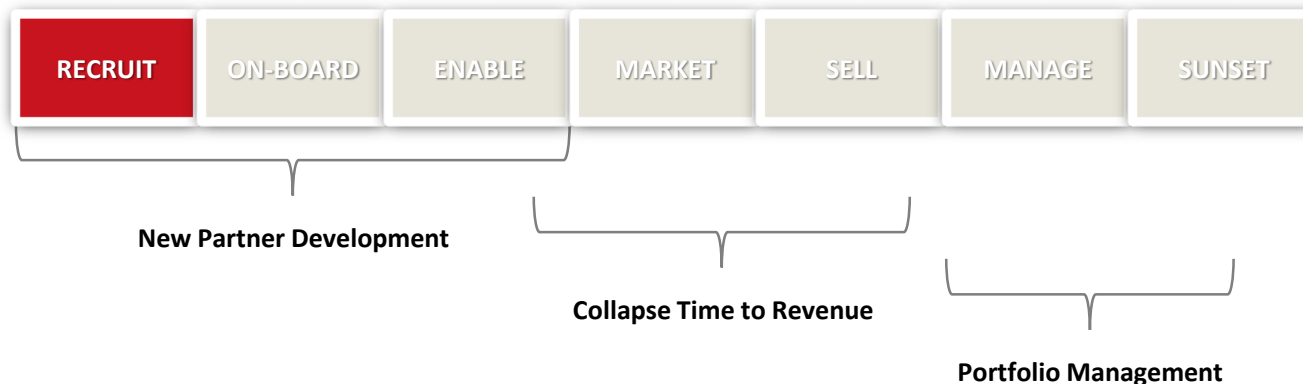 RECRUIT ON-BOARD ENABLE MARKET SELL MANAGE SUNSET
New Partner Development
Collapse Time to Revenue
Portfolio Management